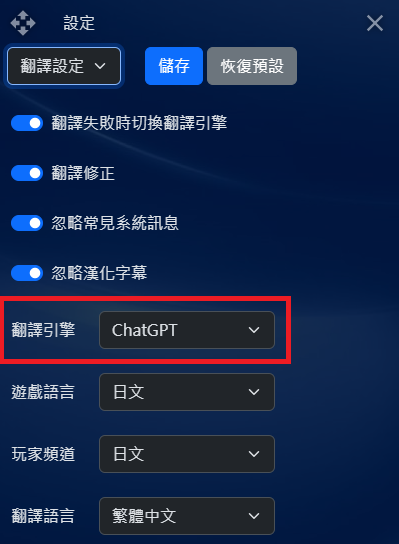 設定
翻譯設定 儲存 恢復預設
翻譯失敗時切換翻譯引擎
翻譯修正
忽略常見系統訊息
忽略漢化字幕
翻譯引擎 ChatGPT
遊戲語言 日文
玩家頻道 日文
翻譯語言 繁體中文